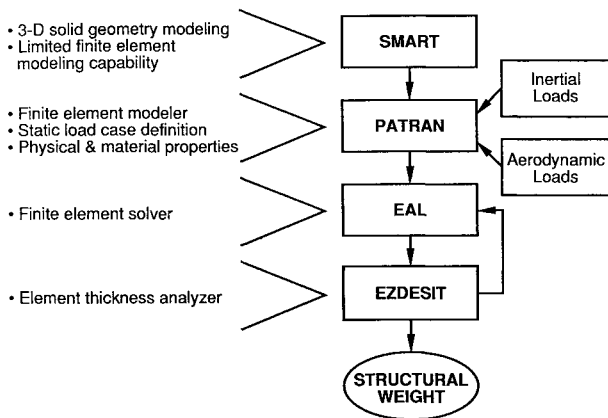 • 3-D solid geometry modeling
• Limited finite element
modeling capability
SMART
Inertial
Loads
• Finite element modeler
• Static load case definition
• Physical & material properties
PATRAN
Aerodynamic
Loads
• Finite element solver
EAL
• Element thickness analyzer
EZDESIT
STRUCTURAL
WEIGHT